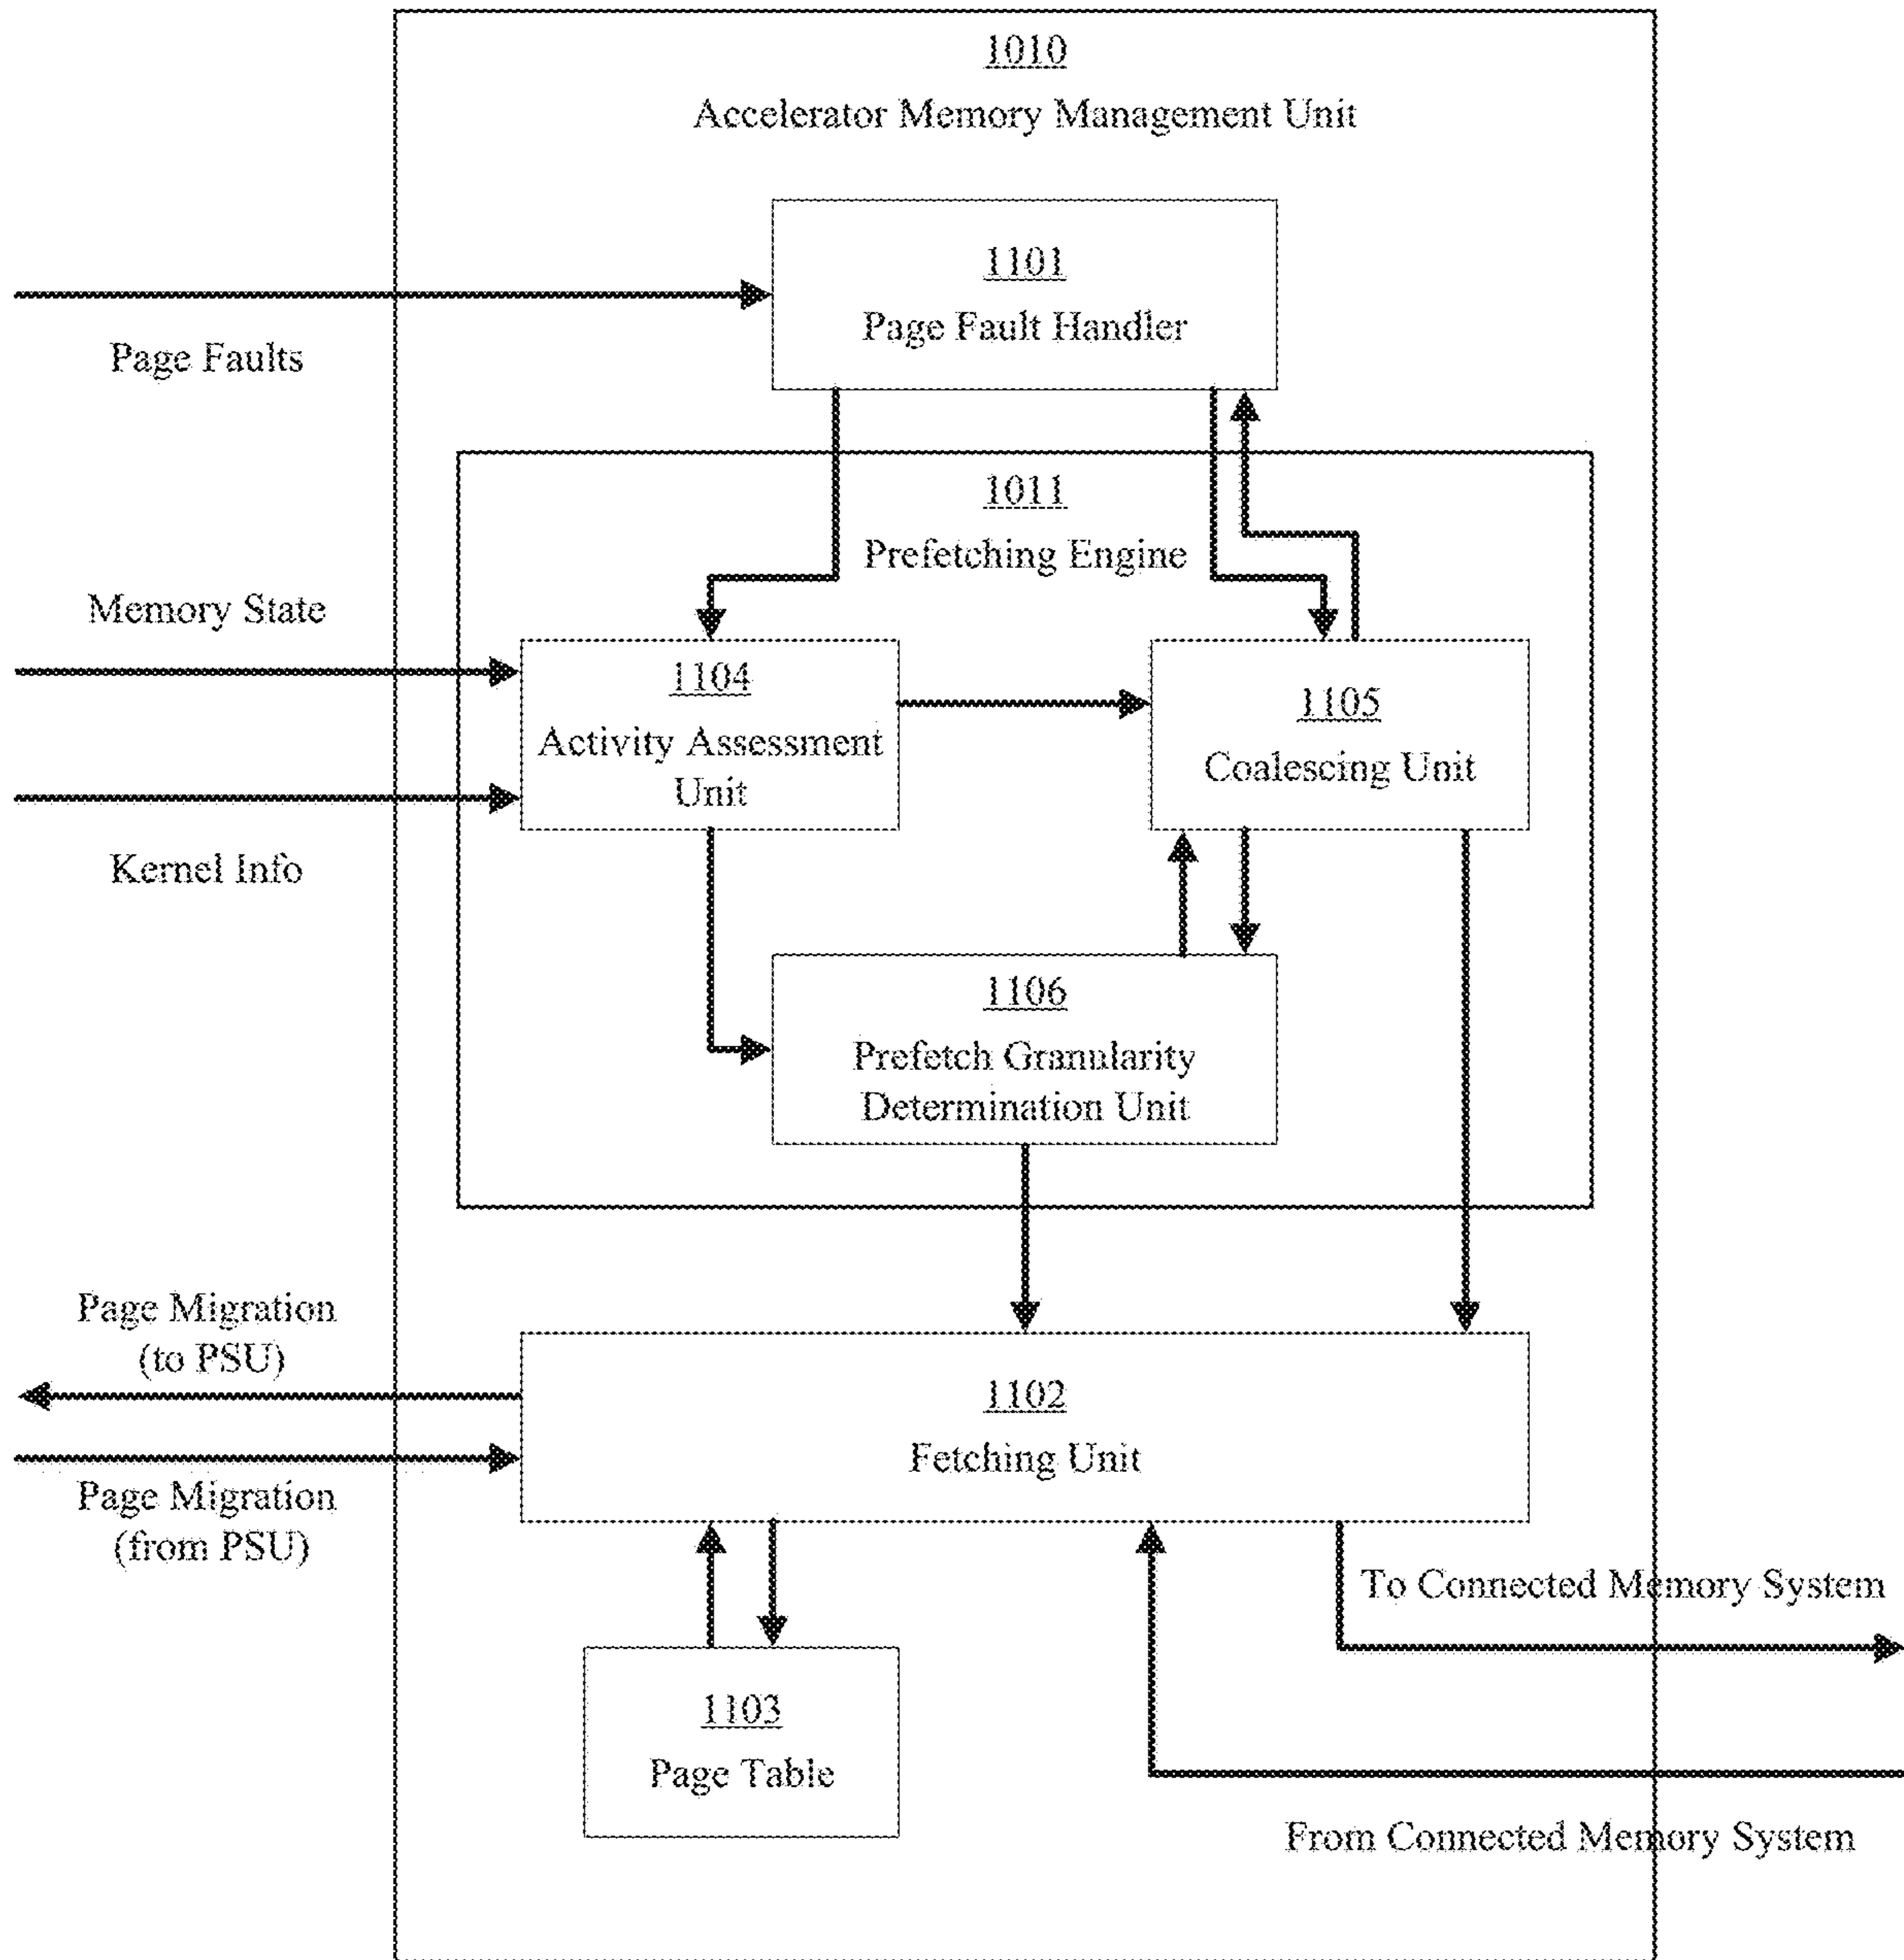 1010
Accelerator Memory Management Unit
1101
Page Fault Handler
Page Faults
1011
Prefetching Engine
Memory State
1104
Activity Assessment
Unit
1105
Coalescing Unit
Kernel Info
1106
Prefetch Granularity
Determination Unit
Page Migration
(to PSU)
1102
Fetching Unit
Page Migration
(from PSU)
To Connected Memory System
1103
Page Table
From Connected Memory System